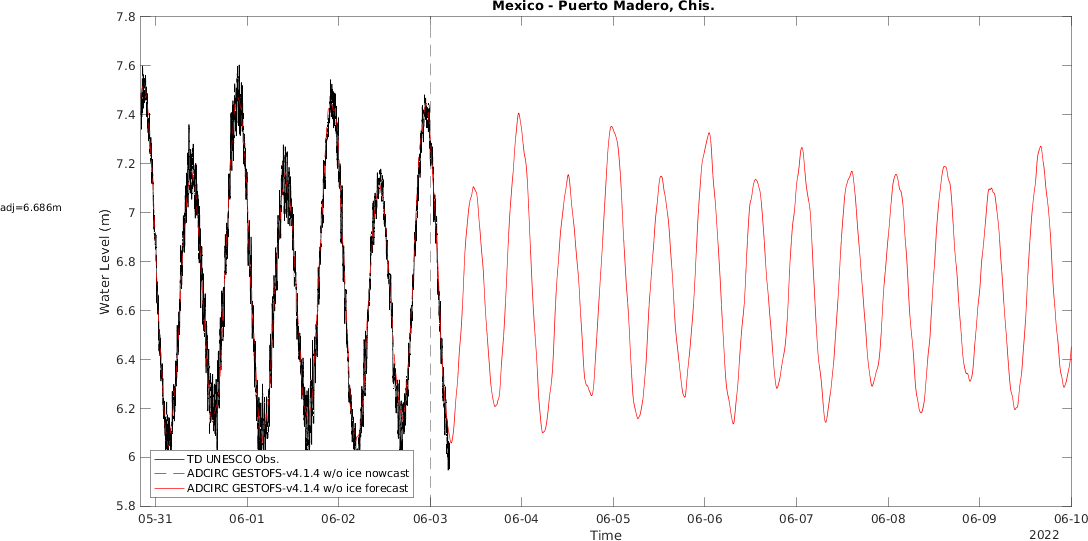 Mexico - Puerto Madero, Chis.
7.8
7.6
7.4
7.2
7
6.8
6.6
6.4
6.2
6
5.8
adj=6.686m
Water Level (m)
TD UNESCO Obs.
ADCIRC GESTOFS-v4.1.4 w/o ice nowcast
ADCIRC GESTOFS-v4.1.4 w/o ice forecast
05-31 06-01 06-02 06-03 06-04 06-05 06-06 06-07 06-08 06-09 06-10
Time
2022